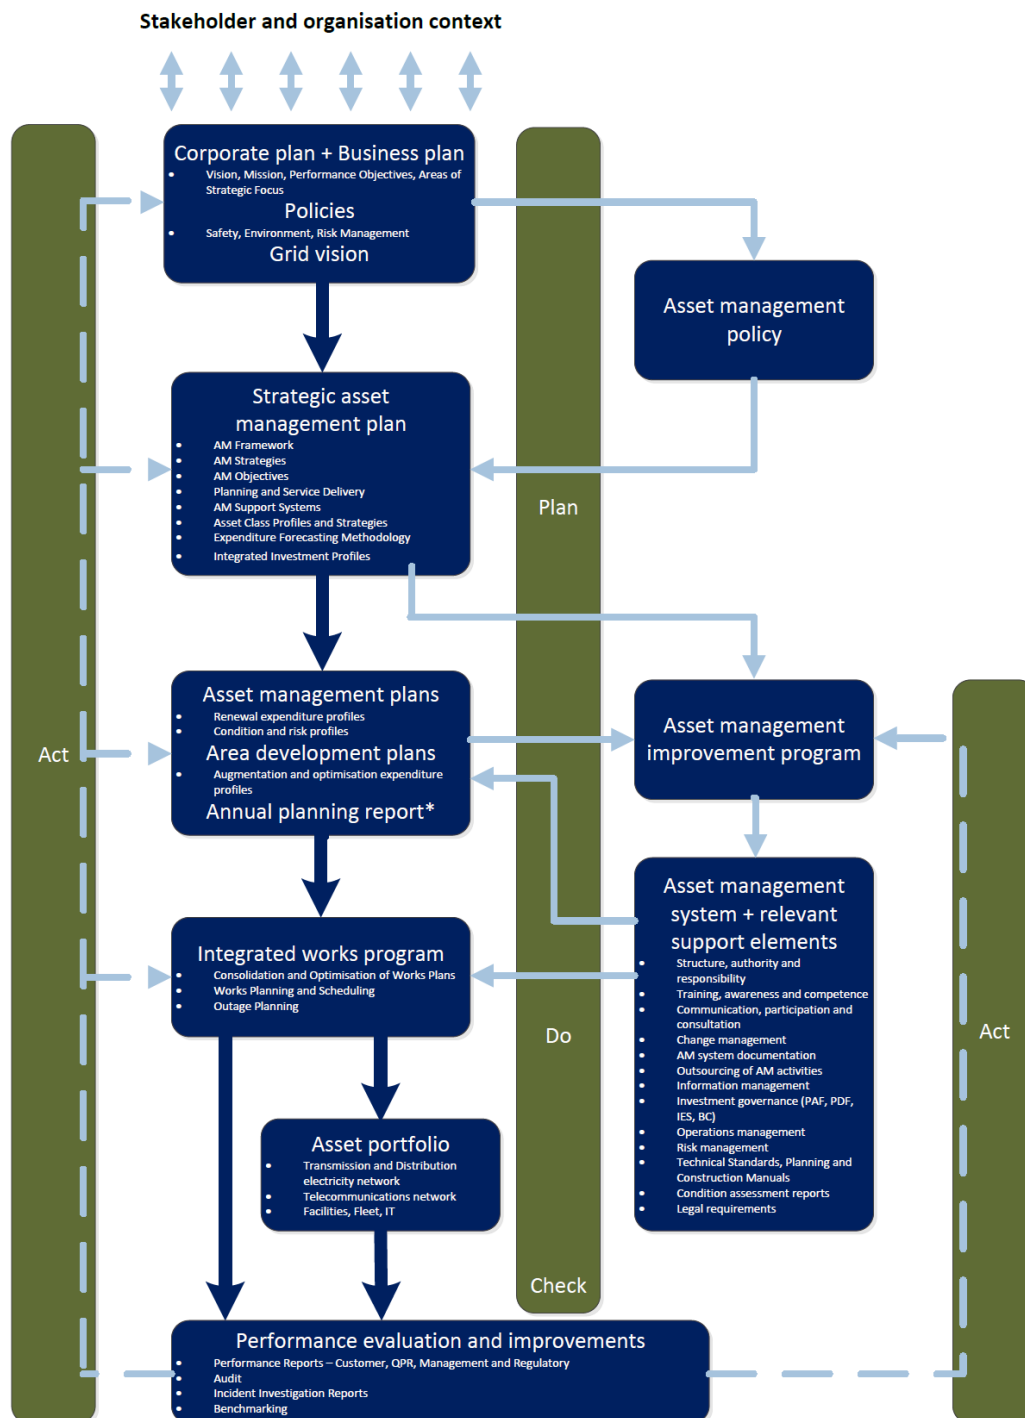 Stakeholder and organisation context
Corporate plan + Business plan
• Vision, Mission, Performance Objectives, Areas of
Strategic Focus
Policies
• Safety, Environment, Risk Management
Grid vision
Asset management
policy
Strategic asset
management plan
• AM Framework
• AM Strategies
• AM Objectives
• Planning and Service Delivery
• AM Support Systems
• Asset Class Profiles and Strategies
• Expenditure Forecasting Methodology
• Integrated Investment Profiles
Plan
Asset management plans
• Renewal expenditure profiles
• Condition and risk profiles
Area development plans
• Augmentation and optimisation expenditure
profiles
Annual planning report*
Act
Asset management
improvement program
Asset management
system + relevant
support elements
• Structure, authority and
responsibility
• Training, awareness and competence
• Communication, participation and
consultation
• Change management
• AM system documentation
• Outsourcing of AM activities
• Information management
• Investment governance (PAF, PDF,
IES, BC)
• Operations management
• Risk management
• Technical Standards, Planning and
Construction Manuals
• Condition assessment reports
• Legal requirements
Integrated works program
• Consolidation and Optimisation of Works Plans
• Works Planning and Scheduling
• Outage Planning
Do
Act
Asset portfolio
• Transmission and Distribution
electricity network
• Telecommunications network
• Facilities, Fleet, IT
Check
Performance evaluation and improvements
• Performance Reports – Customer, QPR, Management and Regulatory
• Audit
• Incident Investigation Reports
• Benchmarking